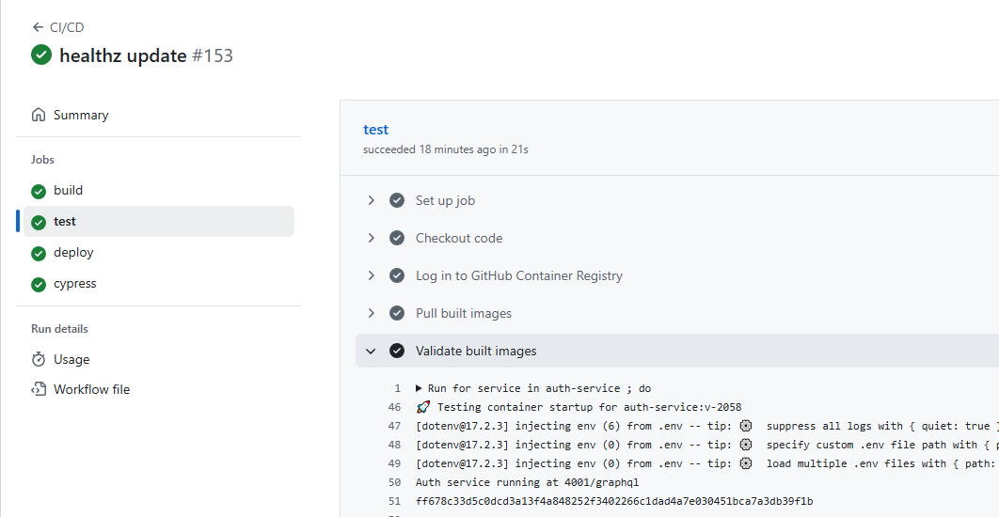 ← CI/CD
healthz update #153
Summary
Jobs
build
test
deploy
cypress
Run details
Usage
Workflow file
test
succeeded 18 minutes ago in 21s
Set up job
Checkout code
Log in to GitHub Container Registry
Pull built images
Validate built images
1 ▶ Run for service in auth-service ; do
46 🚀 Testing container startup for auth-service:v-2058
47 [dotenv@17.2.3] injecting env (6) from .env -- tip: ⚙ suppress all logs with { quiet: true }
48 [dotenv@17.2.3] injecting env (0) from .env -- tip: ⚙ specify custom .env file path with {
49 [dotenv@17.2.3] injecting env (0) from .env -- tip: ⚙ load multiple .env files with { path:
50 Auth service running at 4001/graphql
51 ff678c33d5c0dcd3a13f4a848252f3402266c1dad4a7e030451bca7a3db39f1b